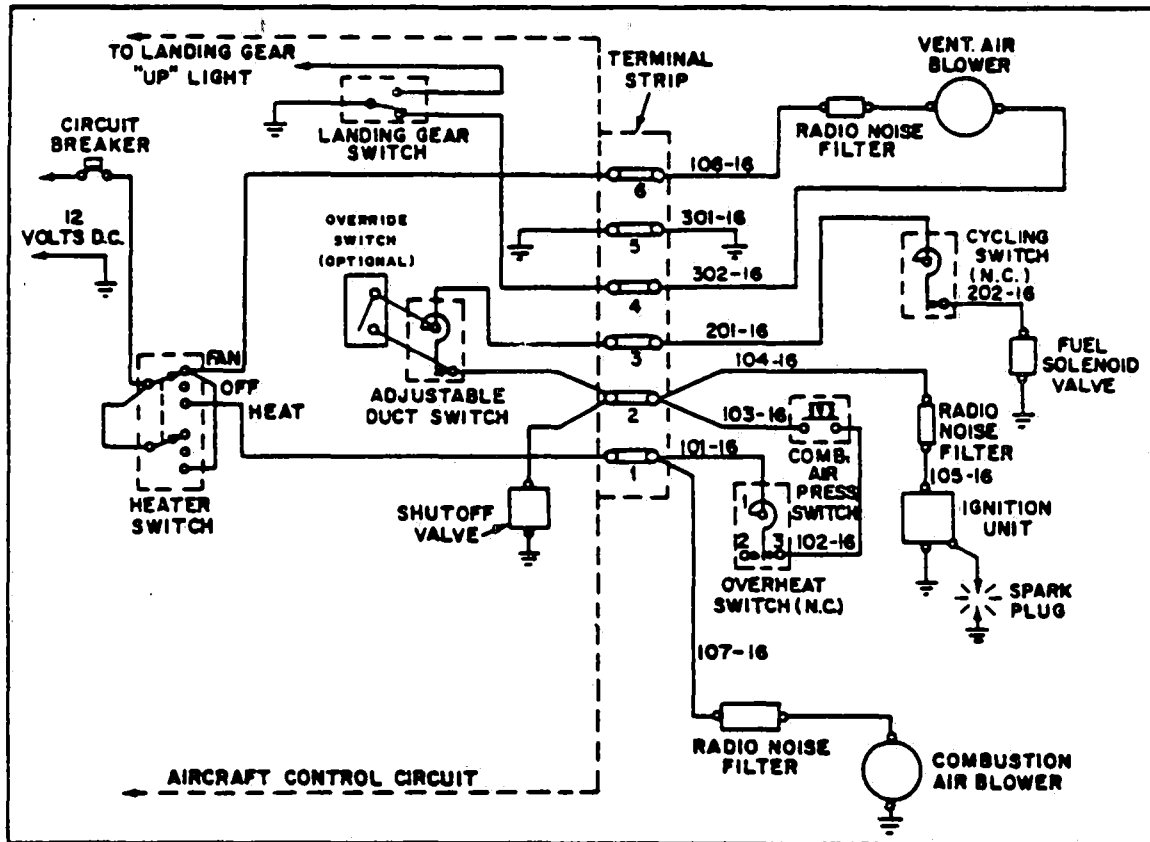 TO LANDING GEAR
"UP" LIGHT
LANDING GEAR
SWITCH
TERMINAL
STRIP
VENT. AIR
BLOWER
RADIO NOISE
FILTER
CIRCUIT
BREAKER
12
VOLTS D.C.
6
106-16
5
301-16
4
302-16
3
201-16
2
104-16
103-16
1
101-16
OVERRIDE
SWITCH
(OPTIONAL)
ADJUSTABLE
DUCT SWITCH
CYCLING
SWITCH
(N.C.)
202-16
FUEL
SOLENOID
VALVE
FAN
OFF
HEAT
HEATER
SWITCH
SHUTOFF
VALVE
COMB.
AIR
PRESS
SWITCH
RADIO
NOISE
FILTER
105-16
IGNITION
UNIT
1
2 3
102-16
OVERHEAT
SWITCH (N.C.)
SPARK
PLUG
107-16
RADIO NOISE
FILTER
COMBUSTION
AIR BLOWER
AIRCRAFT CONTROL CIRCUIT